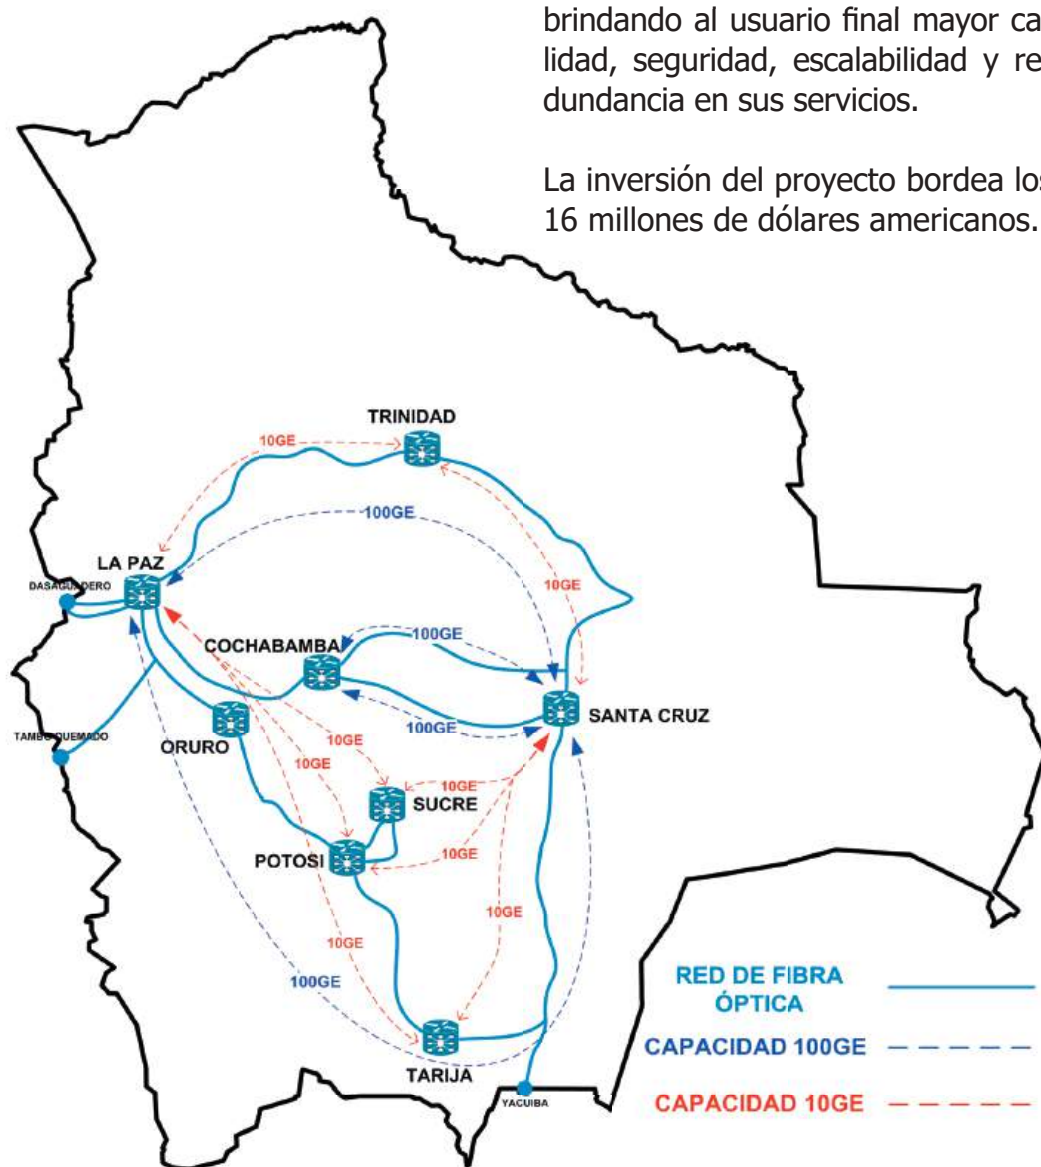 brindando al usuario final mayor ca
lidad, seguridad, escalabilidad y re
dundancia en sus servicios.
La inversión del proyecto bordea los
16 millones de dólares americanos.
TRINIDAD
10GE
100GE
LA PAZ
DASAGUADERO
10GE
COCHABAMBA
100GE
SANTA CRUZ
100GE
TAMBO QUEMADO
ORURO
10GE
10GE
10GE
SUCRE
POTOSI
10GE
10GE
10GE
100GE
TARIJA
YACUIBA
RED DE FIBRA
ÓPTICA
CAPACIDAD 100GE
CAPACIDAD 10GE